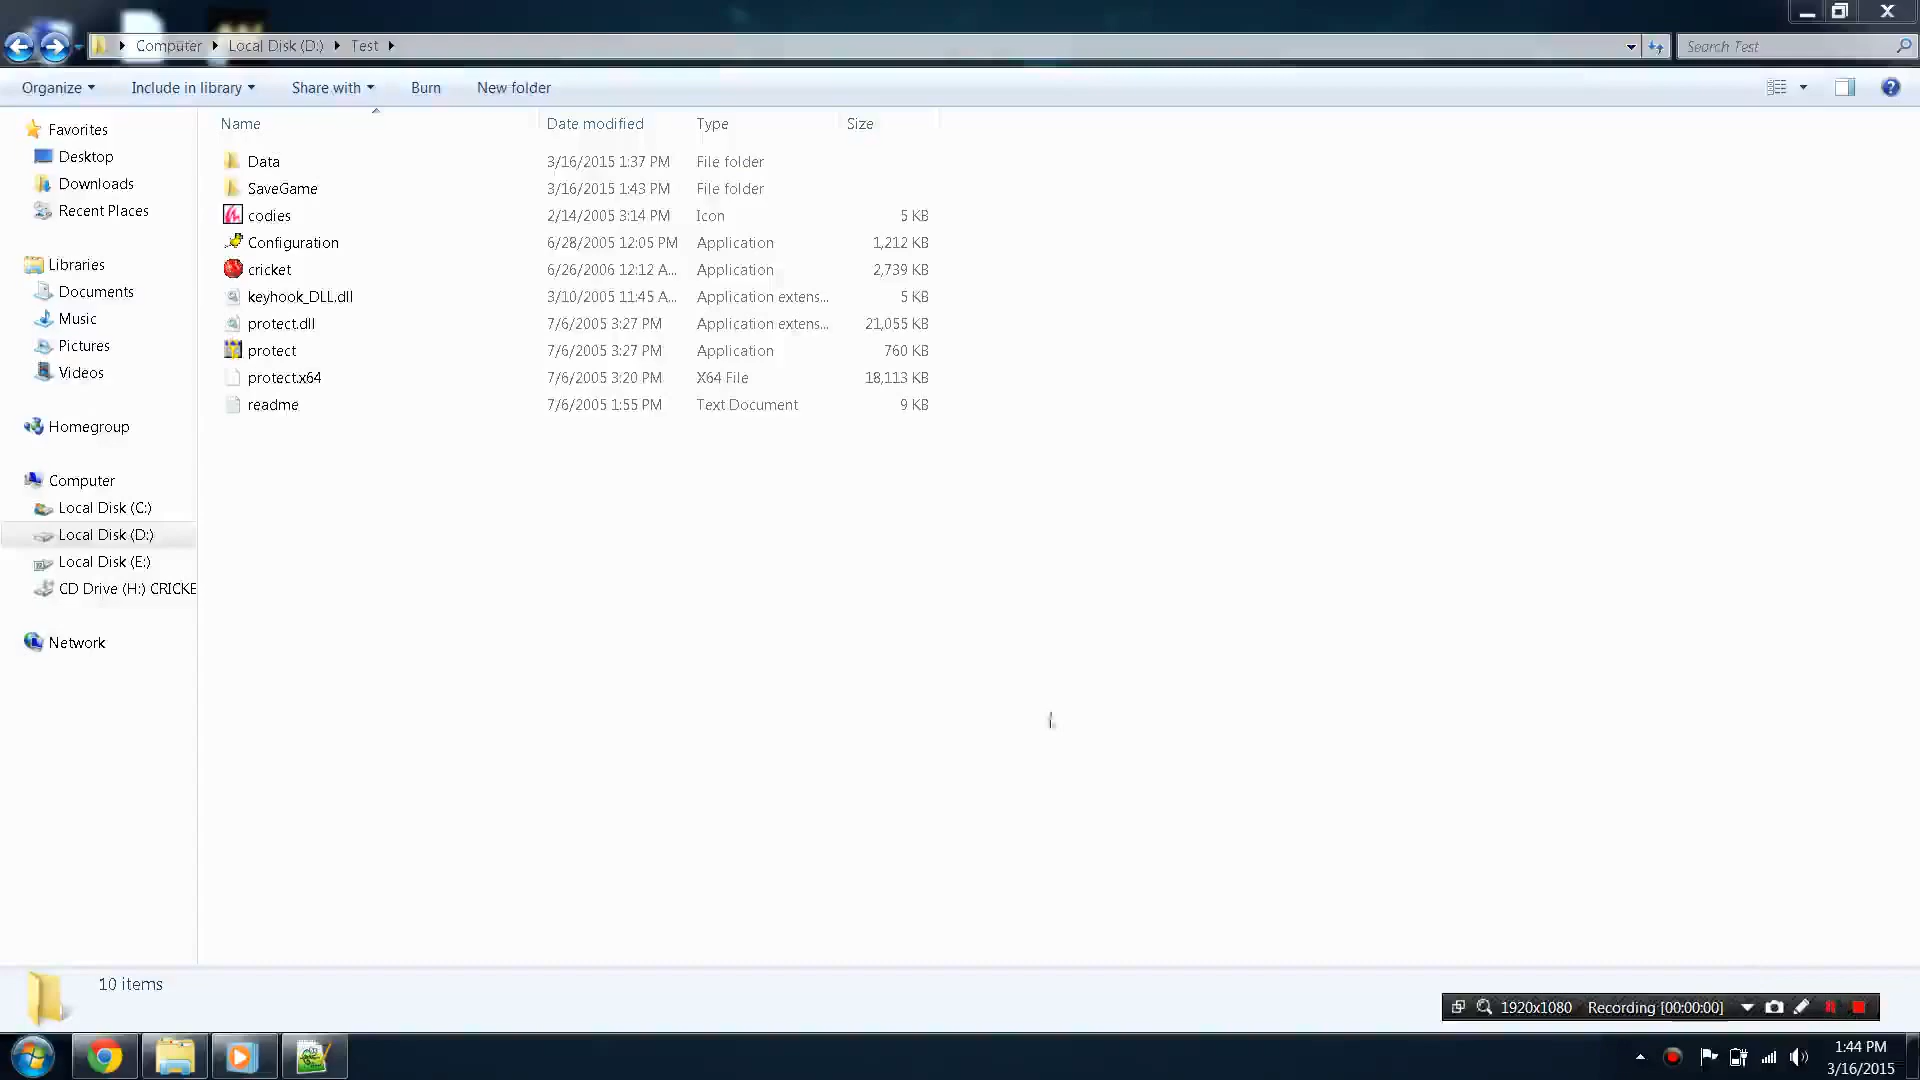 Computer Local Disk (D:) Test
Search Test
Organize Include in library Share with Burn New folder
Name Date modified Type Size
Data 3/16/2015 1:37 PM File folder
SaveGame 3/16/2015 1:43 PM File folder
codies 2/14/2005 3:14 PM Icon 5 KB
Configuration 6/28/2005 12:05 PM Application 1,212 KB
cricket 6/26/2006 12:12 A... Application 2,739 KB
keyhook_DLL.dll 3/10/2005 11:45 A... Application extens... 5 KB
protect.dll 7/6/2005 3:27 PM Application extens... 21,055 KB
protect 7/6/2005 3:27 PM Application 760 KB
protect.x64 7/6/2005 3:20 PM X64 File 18,113 KB
readme 7/6/2005 1:55 PM Text Document 9 KB
Favorites
Desktop
Downloads
Recent Places
Libraries
Documents
Music
Pictures
Videos
Homegroup
Computer
Local Disk (C:)
Local Disk (D:)
Local Disk (E:)
CD Drive (H:) CRICKE
Network
10 items
1920x1080 Recording [00:00:00]
1:44 PM
3/16/2015